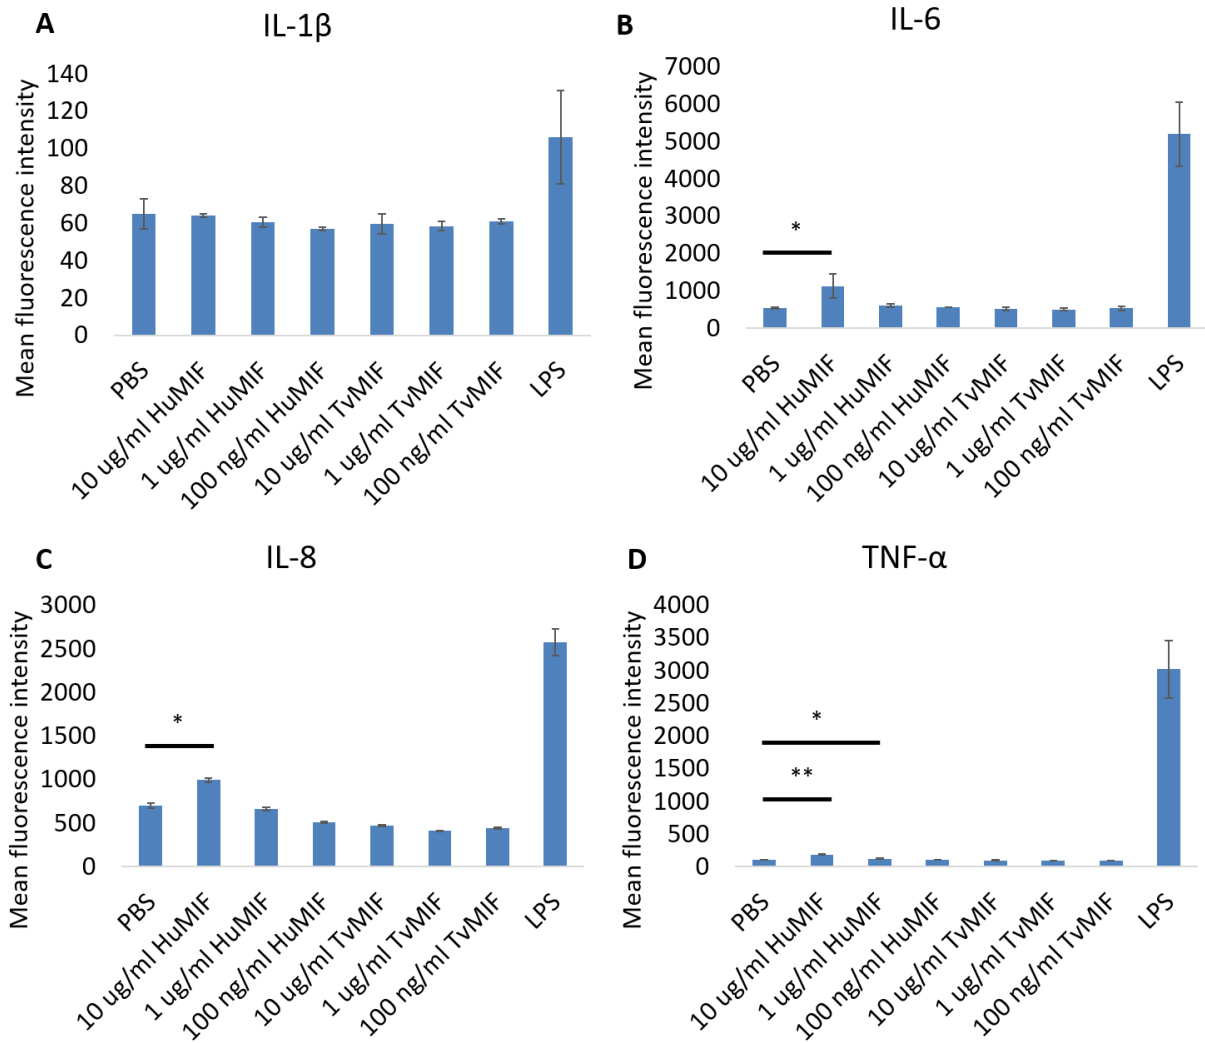 A
IL-1β
Mean fluorescence intensity
140
120
100
80
60
40
20
0
PBS
10 ug/ml HuMIF
1 ug/ml HuMIF
100 ng/ml HuMIF
10 ug/ml TvMIF
1 ug/ml TvMIF
100 ng/ml TvMIF
LPS
B
IL-6
Mean fluorescence intensity
7000
6000
5000
4000
3000
2000
1000
0
*
PBS
10 ug/ml HuMIF
1 ug/ml HuMIF
100 ng/ml HuMIF
10 ug/ml TvMIF
1 ug/ml TvMIF
100 ng/ml TvMIF
LPS
C
IL-8
Mean fluorescence intensity
3000
2500
2000
1500
1000
500
0
*
PBS
10 ug/ml HuMIF
1 ug/ml HuMIF
100 ng/ml HuMIF
10 ug/ml TvMIF
1 ug/ml TvMIF
100 ng/ml TvMIF
LPS
D
TNF-α
Mean fluorescence intensity
4000
3500
3000
2500
2000
1500
1000
500
0
*
**
PBS
10 ug/ml HuMIF
1 ug/ml HuMIF
100 ng/ml HuMIF
10 ug/ml TvMIF
1 ug/ml TvMIF
100 ng/ml TvMIF
LPS